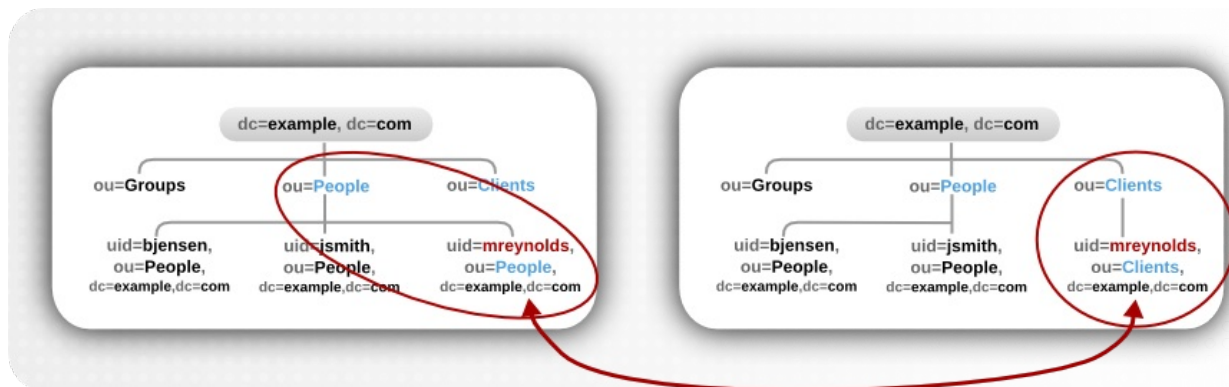 dc=example, dc=com
ou=Groups
ou=People
ou=Clients
uid=bjensen,
ou=People,
dc=example,dc=com
uid=jsmith,
ou=People,
dc=example,dc=com
uid=mreynolds,
ou=People,
dc=example,dc=com
dc=example, dc=com
ou=Groups
ou=People
ou=Clients
uid=bjensen,
ou=People,
dc=example,dc=com
uid=jsmith,
ou=People,
dc=example,dc=com
uid=mreynolds,
ou=Clients,
dc=example,dc=com